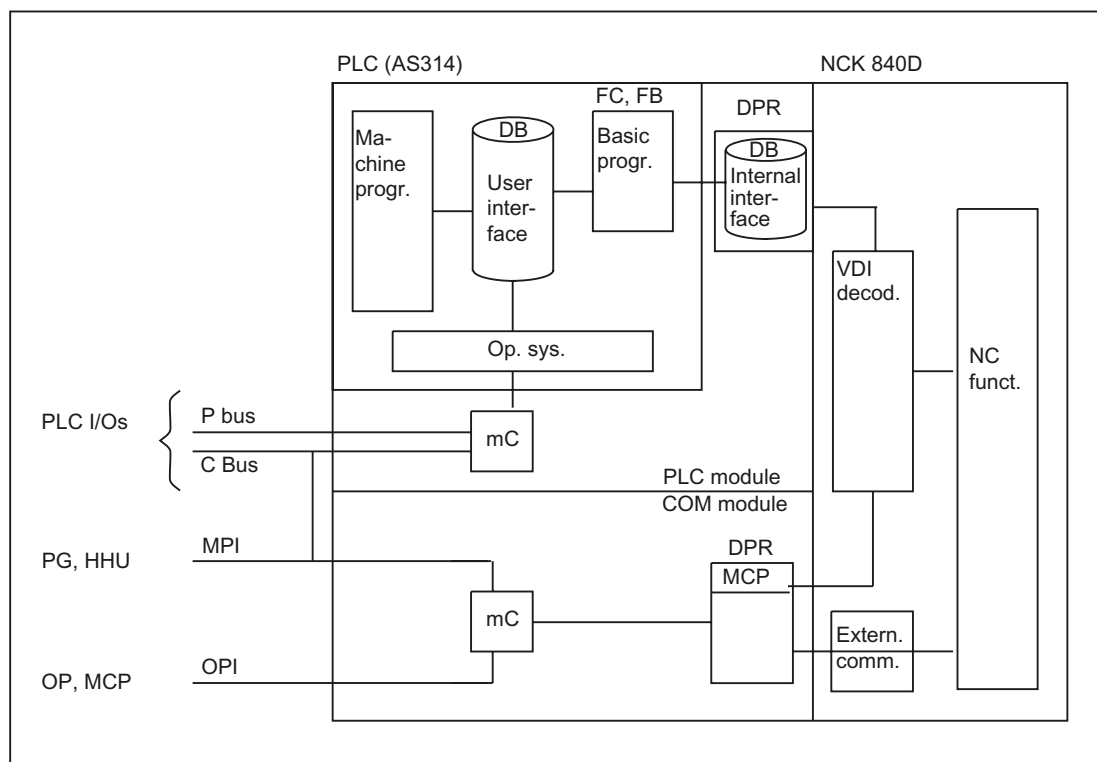 PLC (AS314)
NCK 840D
FC, FB
DPR
Ma-
chine
progr.
DB
User
inter-
face
Basic
progr.
DB
Internal
inter-
face
VDI
decod.
Op. sys.
NC
funct.
PLC I/Os
P bus
C Bus
mC
PLC module
COM module
PG, HHU
MPI
DPR
MCP
mC
Extern.
comm.
OP, MCP
OPI